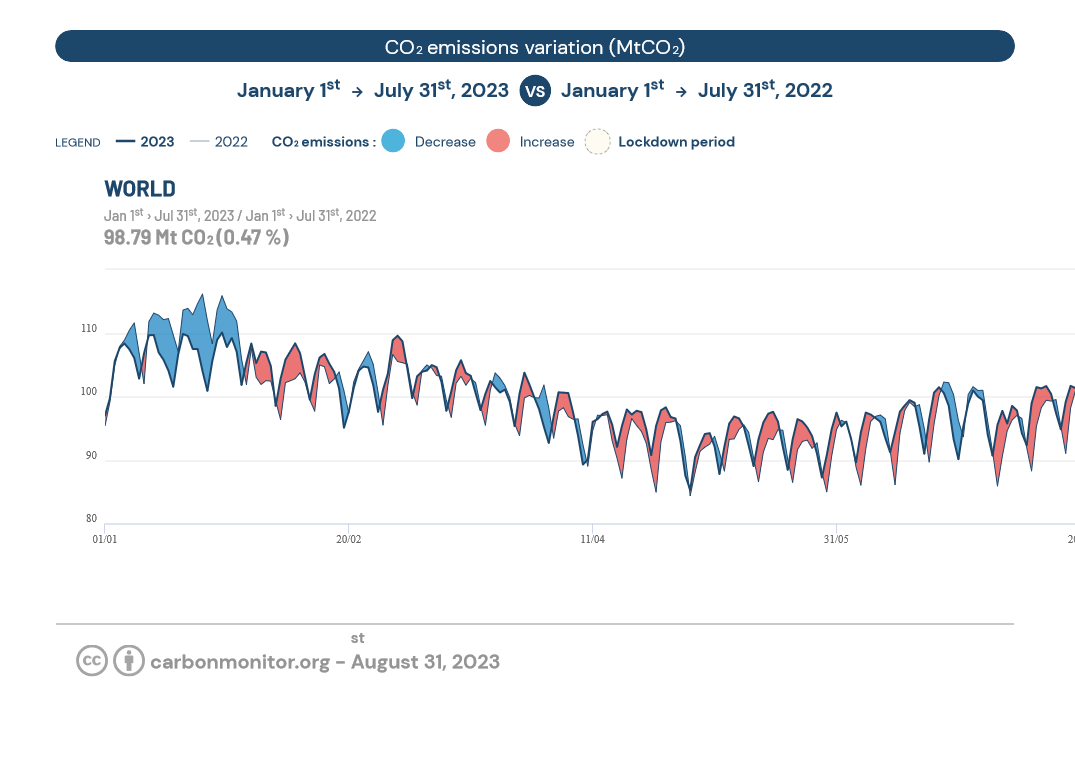 CO₂ emissions variation (MtCO₂)
January 1st → July 31st, 2023 VS January 1st → July 31st, 2022
LEGEND 2023 2022 CO₂ emissions : Decrease Increase Lockdown period
WORLD
Jan 1st › Jul 31st, 2023 / Jan 1st › Jul 31st, 2022
98.79 Mt CO₂ (0.47 %)
110
100
90
80
01/01 20/02 11/04 31/05 20
st
cc carbonmonitor.org – August 31, 2023